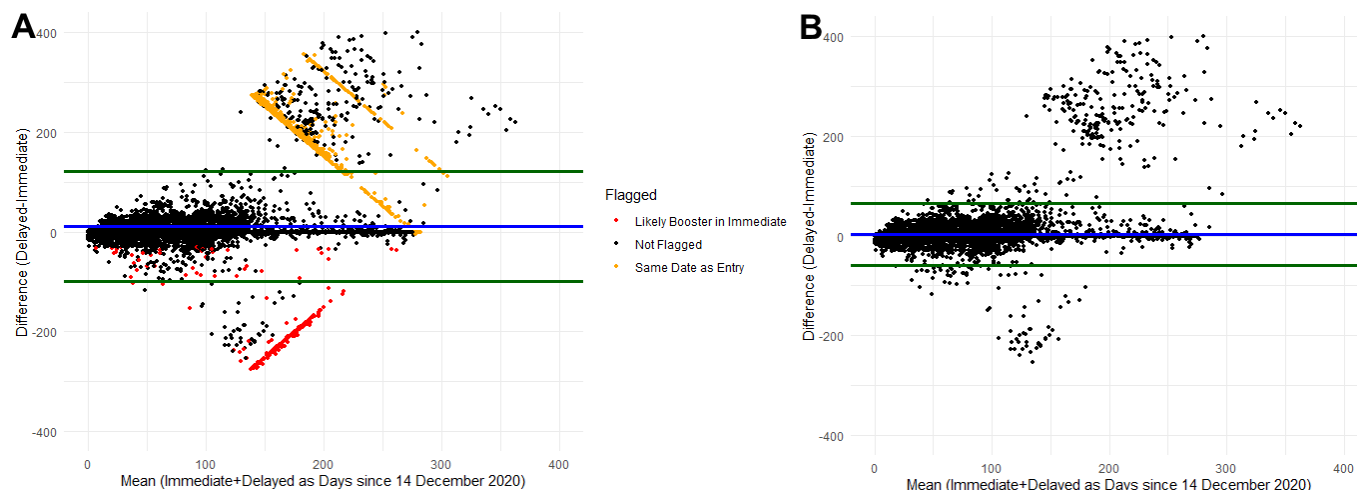 A
400
200
0
-200
-400
Difference (Delayed-Immediate)
0 100 200 300 400
Mean (Immediate+Delayed as Days since 14 December 2020)
Flagged
Likely Booster in Immediate
Not Flagged
Same Date as Entry
B
400
200
0
-200
-400
Difference (Delayed-Immediate)
0 100 200 300 400
Mean (Immediate+Delayed as Days since 14 December 2020)